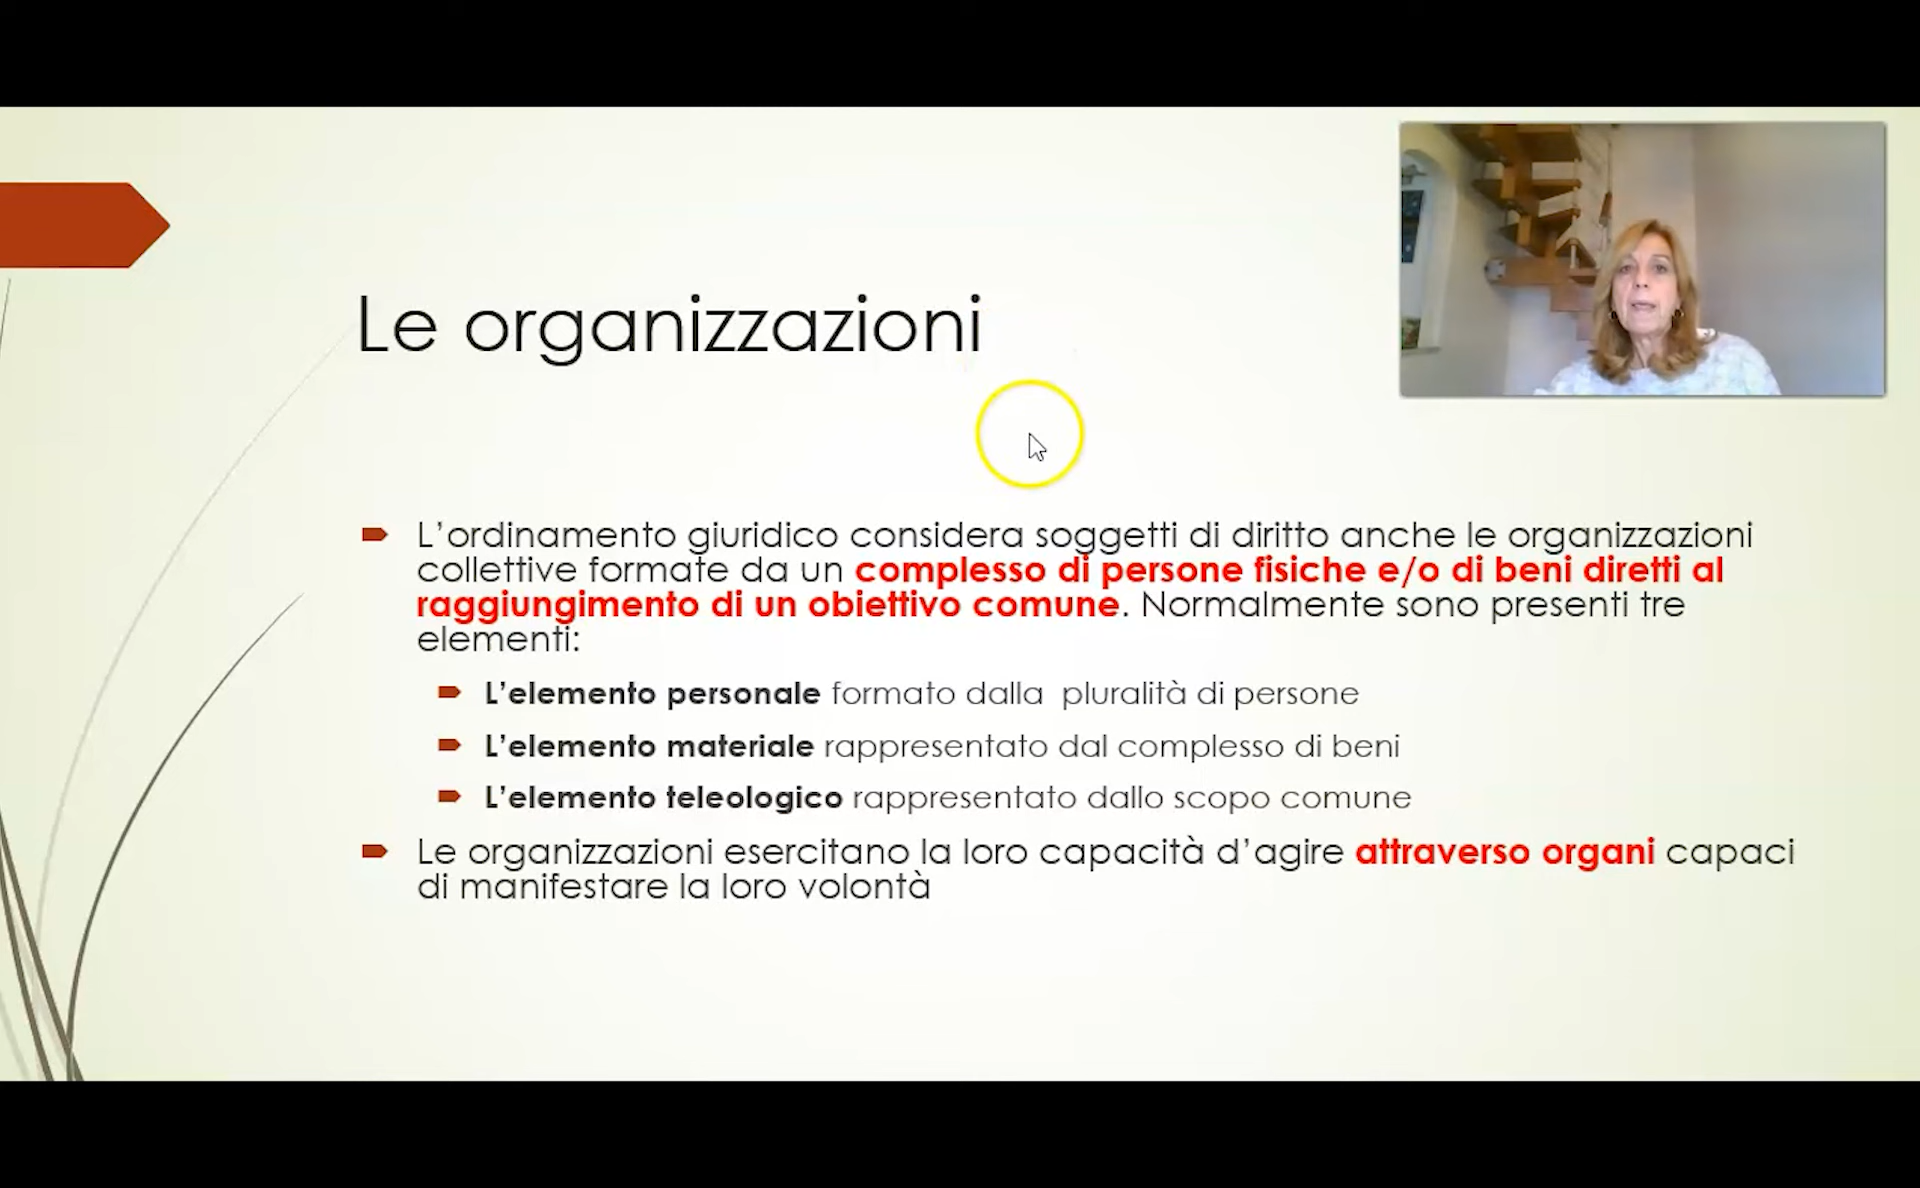 Le organizzazioni
L’ordinamento giuridico considera soggetti di diritto anche le organizzazioni
collettive formate da un complesso di persone fisiche e/o di beni diretti al
raggiungimento di un obiettivo comune. Normalmente sono presenti tre
elementi:
L’elemento personale formato dalla  pluralità di persone
L’elemento materiale rappresentato dal complesso di beni
L’elemento teleologico rappresentato dallo scopo comune
Le organizzazioni esercitano la loro capacità d’agire attraverso organi capaci
di manifestare la loro volontà